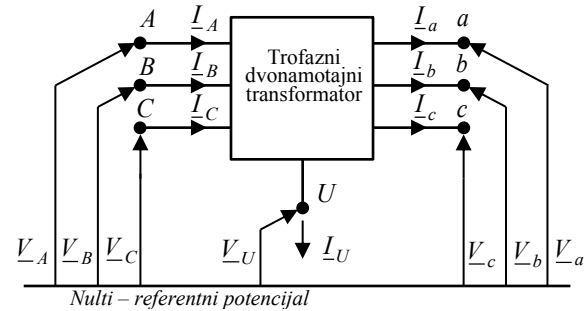 A I_A I_a a
B I_B I_b b
C I_C I_c c
Trofazni
dvonamotajni
transformator
U
V_A V_B V_C V_U I_U V_c V_b V_a
Nulti – referentni potencijal